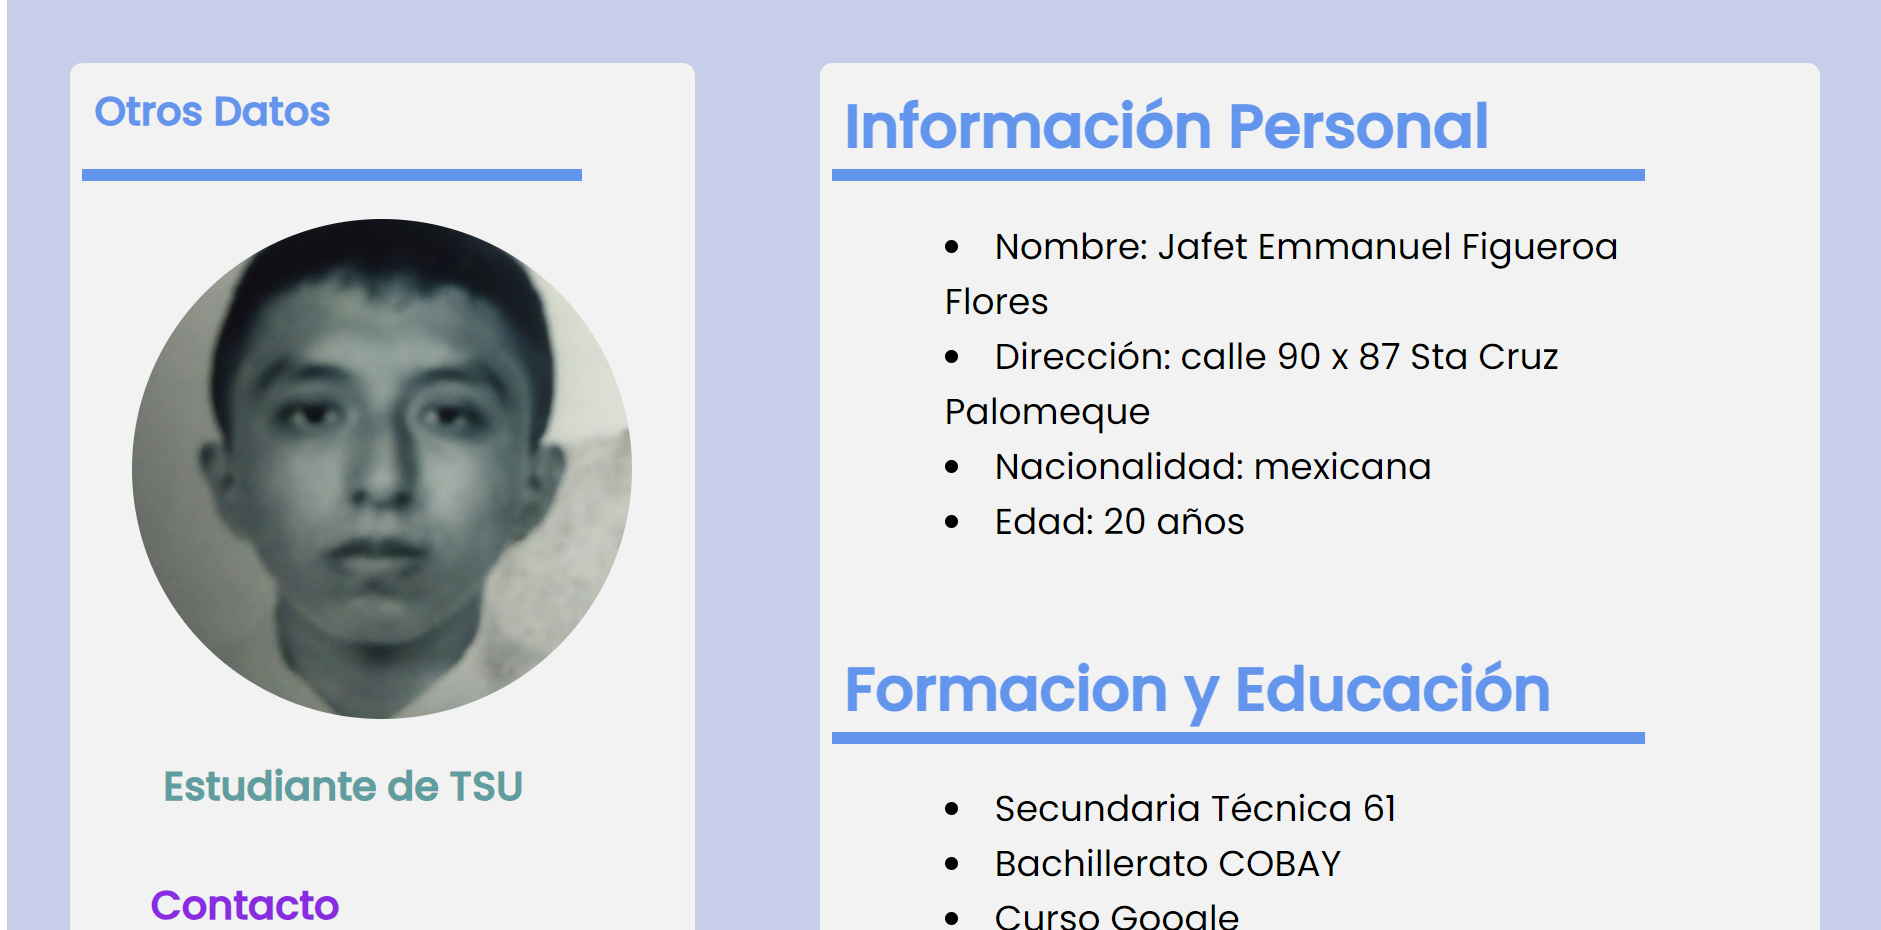 Otros Datos
Estudiante de TSU
Contacto
Información Personal
Nombre: Jafet Emmanuel Figueroa
Flores
Dirección: calle 90 x 87 Sta Cruz
Palomeque
Nacionalidad: mexicana
Edad: 20 años
Formacion y Educación
Secundaria Técnica 61
Bachillerato COBAY
Curso Google